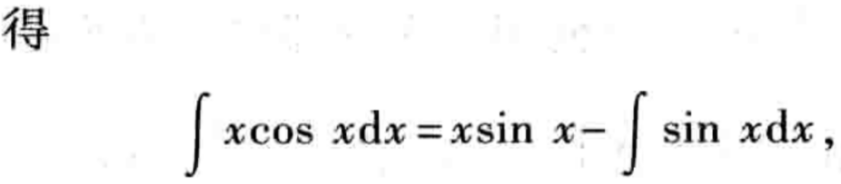 得
∫ xcos xdx = xsin x − ∫ sin xdx ,